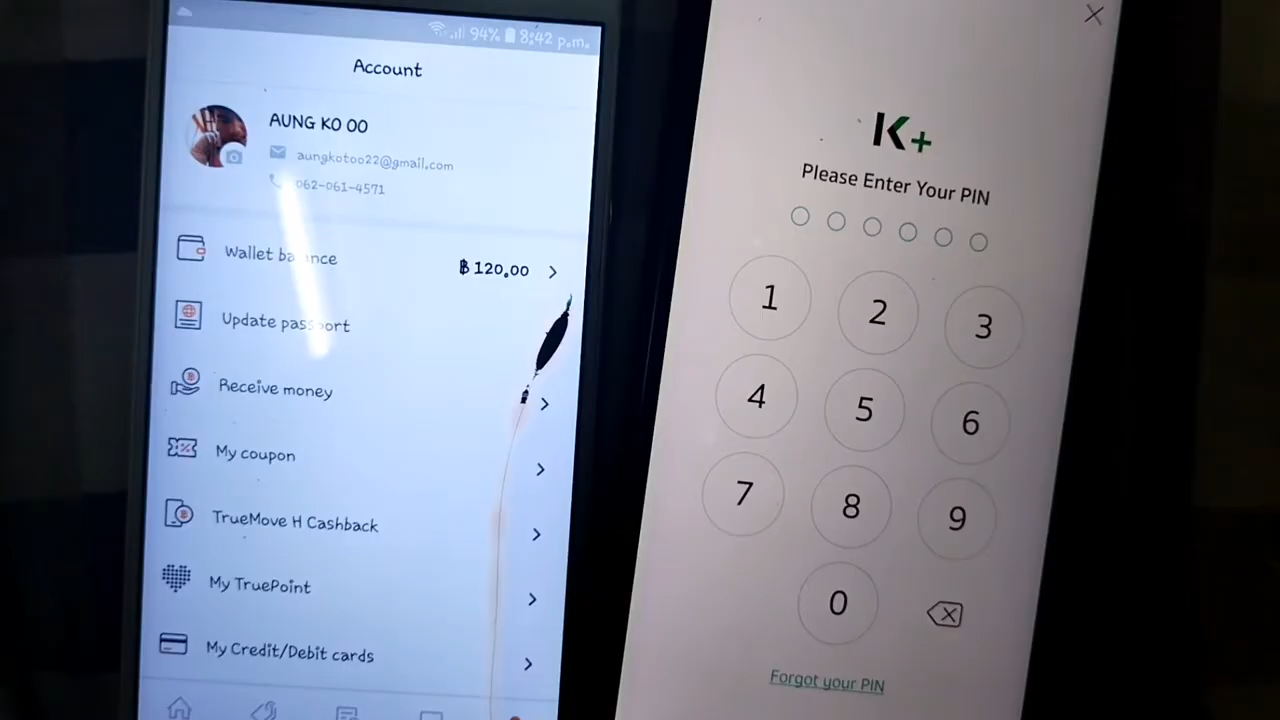 94% 8:42 p.m.
Account
AUNG KO OO
aungkotoo22@gmail.com
062-061-4571
Wallet balance
฿ 120.00
Update passport
Receive money
My coupon
TrueMove H Cashback
My TruePoint
My Credit/Debit cards
K+
Please Enter Your PIN
1 2 3
4 5 6
7 8 9
0
Forgot your PIN